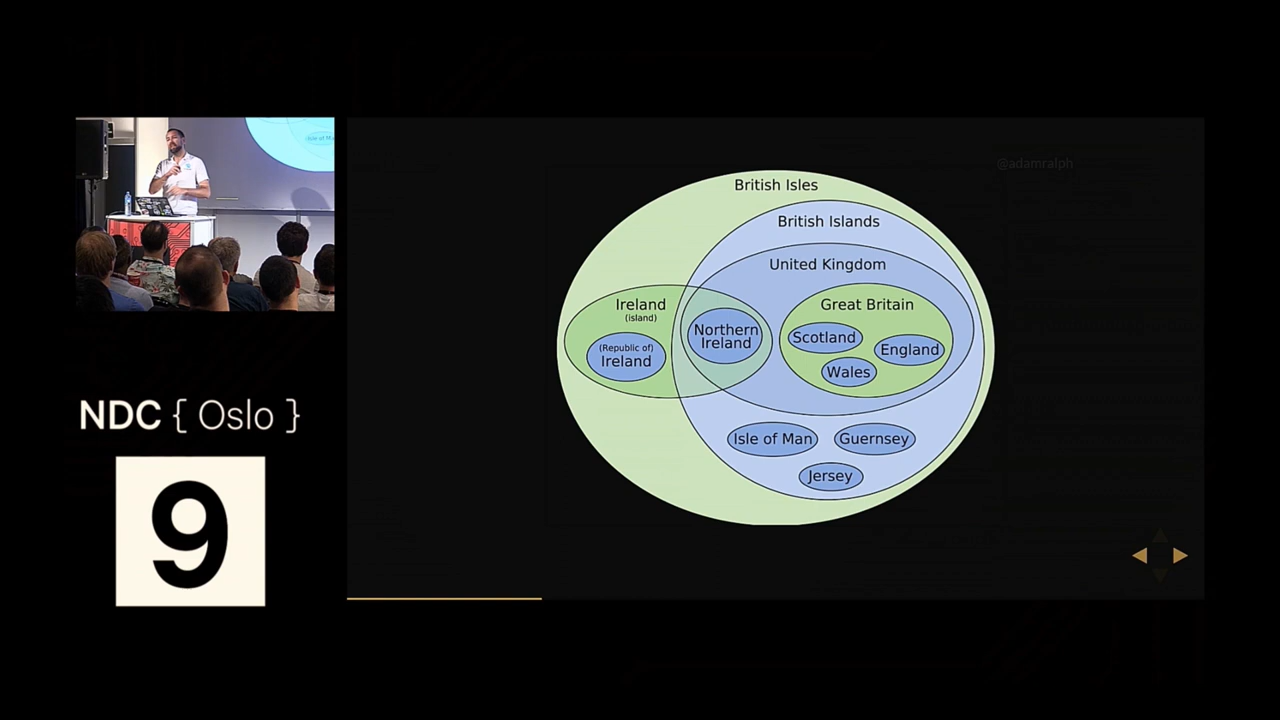 @adamralph
British Isles
British Islands
United Kingdom
Ireland
(island)
Great Britain
Northern
Ireland
Scotland
England
(Republic of)
Ireland
Wales
Isle of Man
Guernsey
Jersey
NDC { Oslo }
9